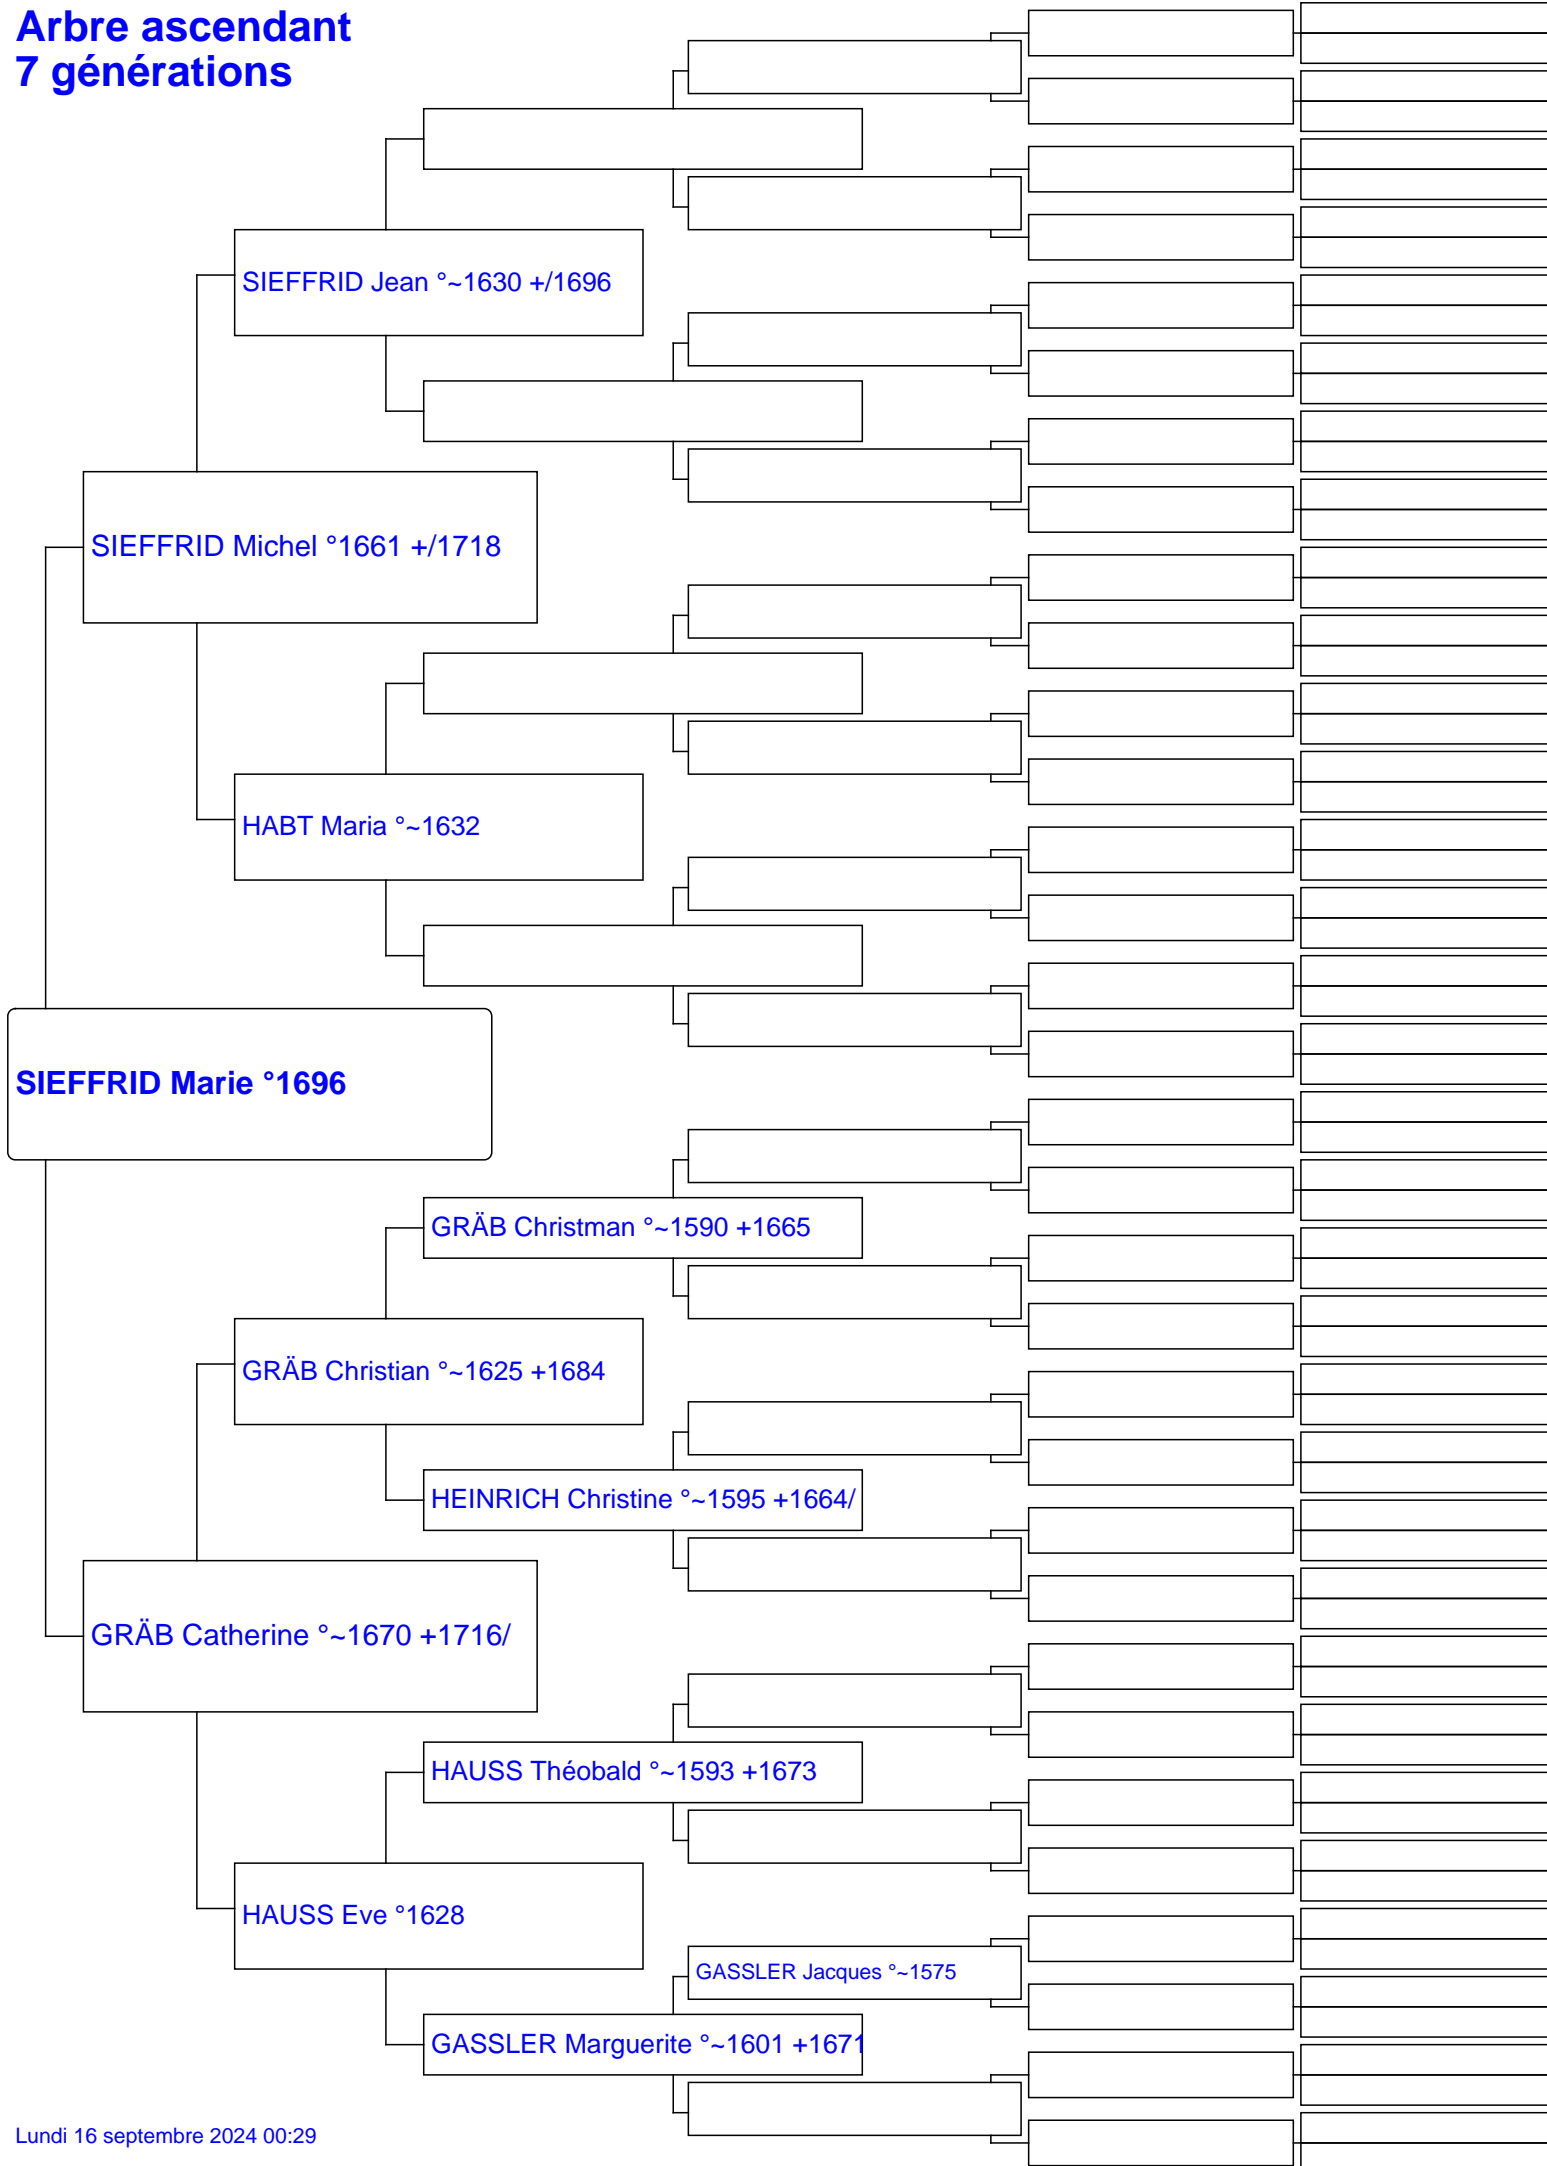 Arbre ascendant
7 générations
SIEFFRID Jean °~1630 +/1696
SIEFFRID Michel °1661 +/1718
HABT Maria °~1632
SIEFFRID Marie °1696
GRÄB Christman °~1590 +1665
GRÄB Christian °~1625 +1684
HEINRICH Christine °~1595 +1664/
GRÄB Catherine °~1670 +1716/
HAUSS Théobald °~1593 +1673
HAUSS Eve °1628
GASSLER Jacques °~1575
GASSLER Marguerite °~1601 +1671
Lundi 16 septembre 2024 00:29